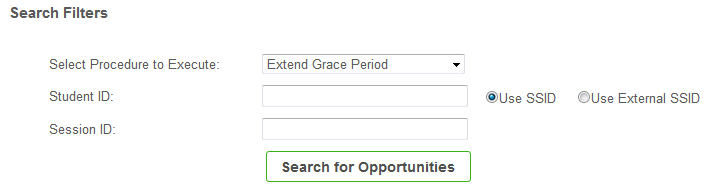 Search Filters
Select Procedure to Execute: Extend Grace Period
Student ID: Use SSID Use External SSID
Session ID:
Search for Opportunities